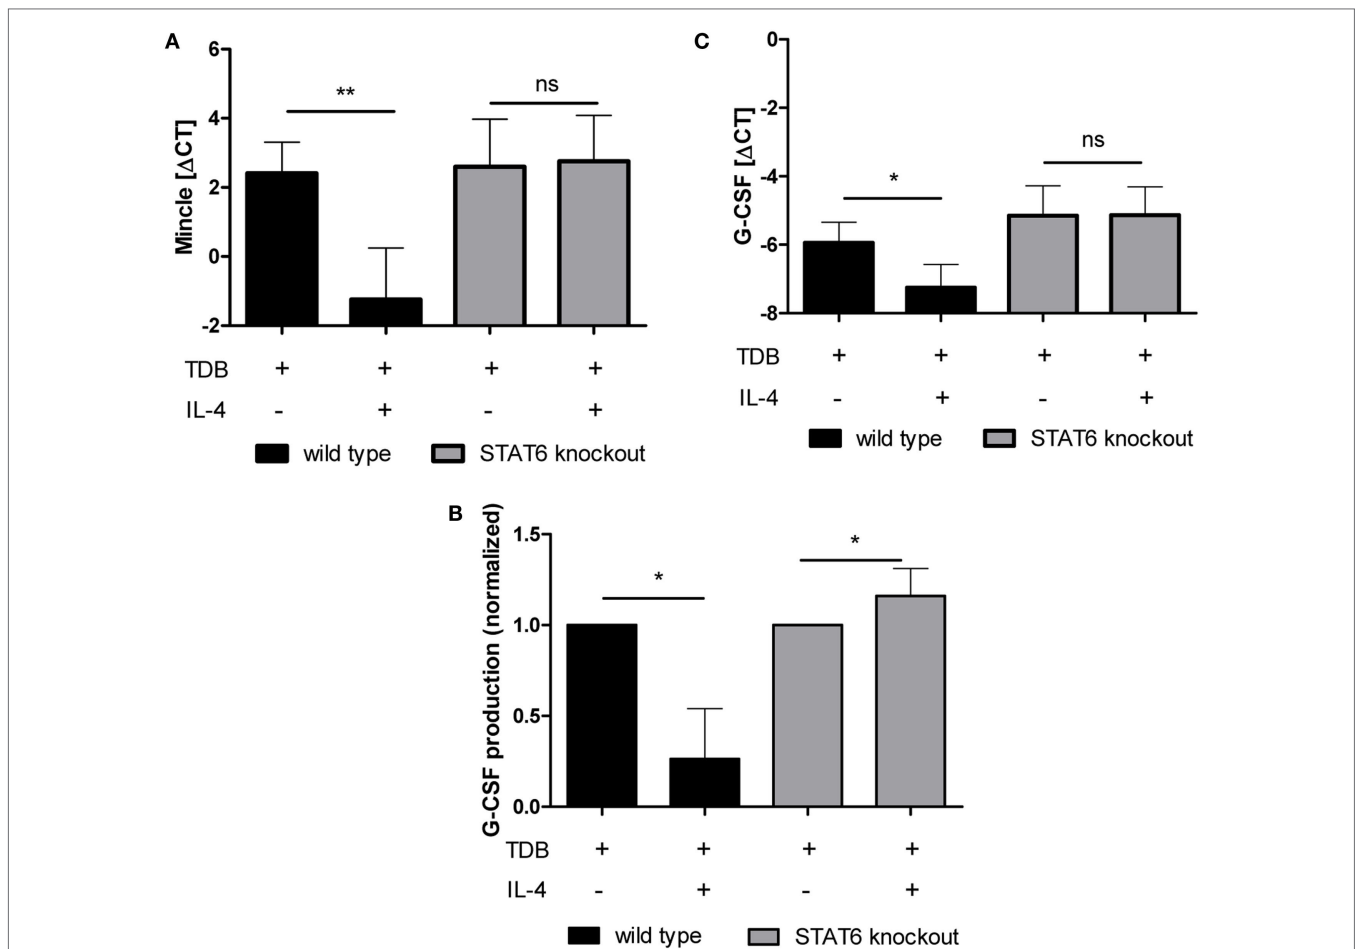 A
Mincle [ΔCT]
6
4
2
0
-2
**
ns
TDB + + + +
IL-4 - + - +
wild type STAT6 knockout
C
G-CSF [ΔCT]
0
-2
-4
-6
-8
*
ns
TDB + + + +
IL-4 - + - +
wild type STAT6 knockout
B
G-CSF production (normalized)
1.5
1.0
0.5
0.0
*
*
TDB + + + +
IL-4 - + - +
wild type STAT6 knockout